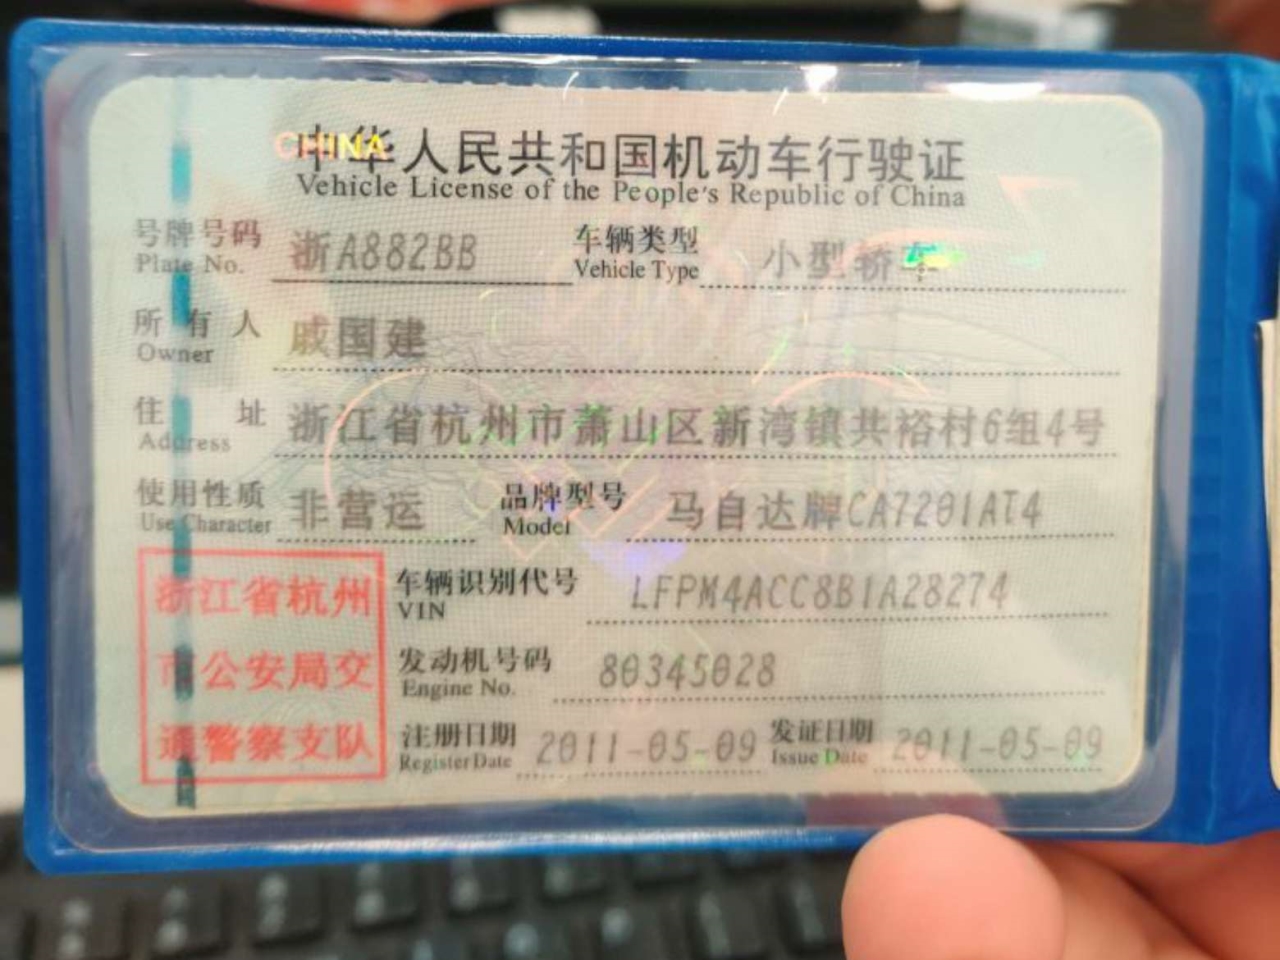 CHINA
中华人民共和国机动车行驶证
Vehicle License of the People's Republic of China
号牌号码 浙A882BB 车辆类型 小型轿车
Plate No. Vehicle Type
所有人 戚国建
Owner
住址 浙江省杭州市萧山区新湾镇共裕村6组4号
Address
使用性质 非营运 品牌型号 马自达牌CA7201AT4
Use Character Model
浙江省杭州
市公安局交
通警察支队
车辆识别代号 LFPM4ACC8B1A28274
VIN
发动机号码 80345028
Engine No.
注册日期 2011-05-09 发证日期 2011-05-09
Register Date Issue Date